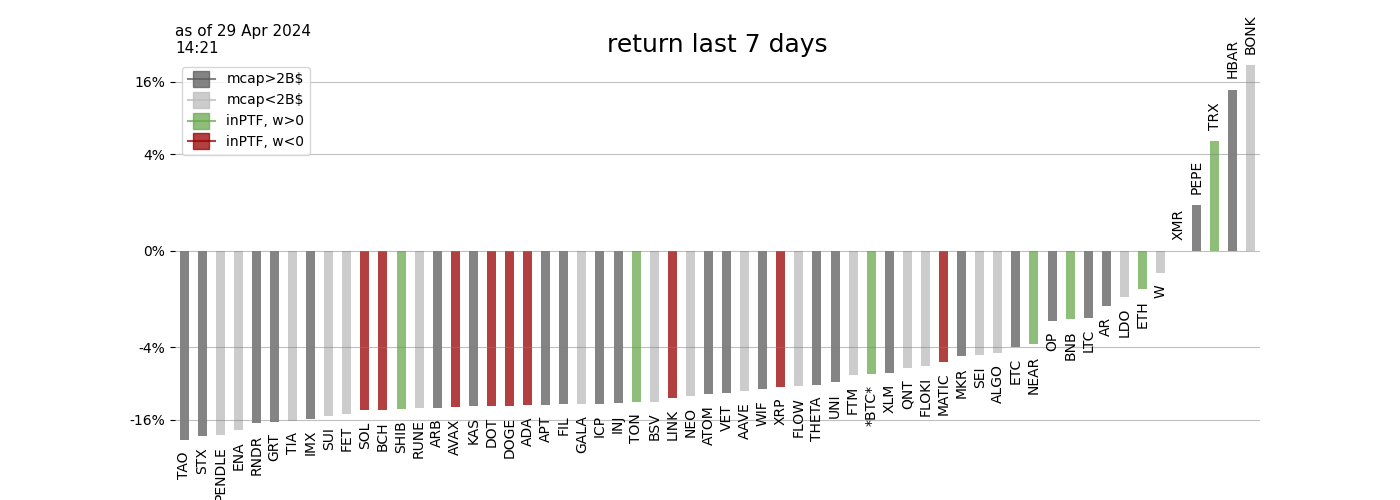 as of 29 Apr 2024
14:21
return last 7 days
mcap>2B$
mcap<2B$
inPTF, w>0
inPTF, w<0
16%
4%
0%
-4%
-16%
TAO
STX
PENDLE
ENA
RNDR
GRT
TIA
IMX
SUI
FET
SOL
BCH
SHIB
RUNE
ARB
AVAX
KAS
DOT
DOGE
ADA
APT
FIL
GALA
ICP
INJ
TON
BSV
LINK
NEO
ATOM
VET
AAVE
WIF
XRP
FLOW
THETA
UNI
FTM
*BTC*
XLM
QNT
FLOKI
MATIC
MKR
SEI
ALGO
ETC
NEAR
OP
BNB
LTC
AR
LDO
ETH
W
XMR
PEPE
TRX
HBAR
BONK